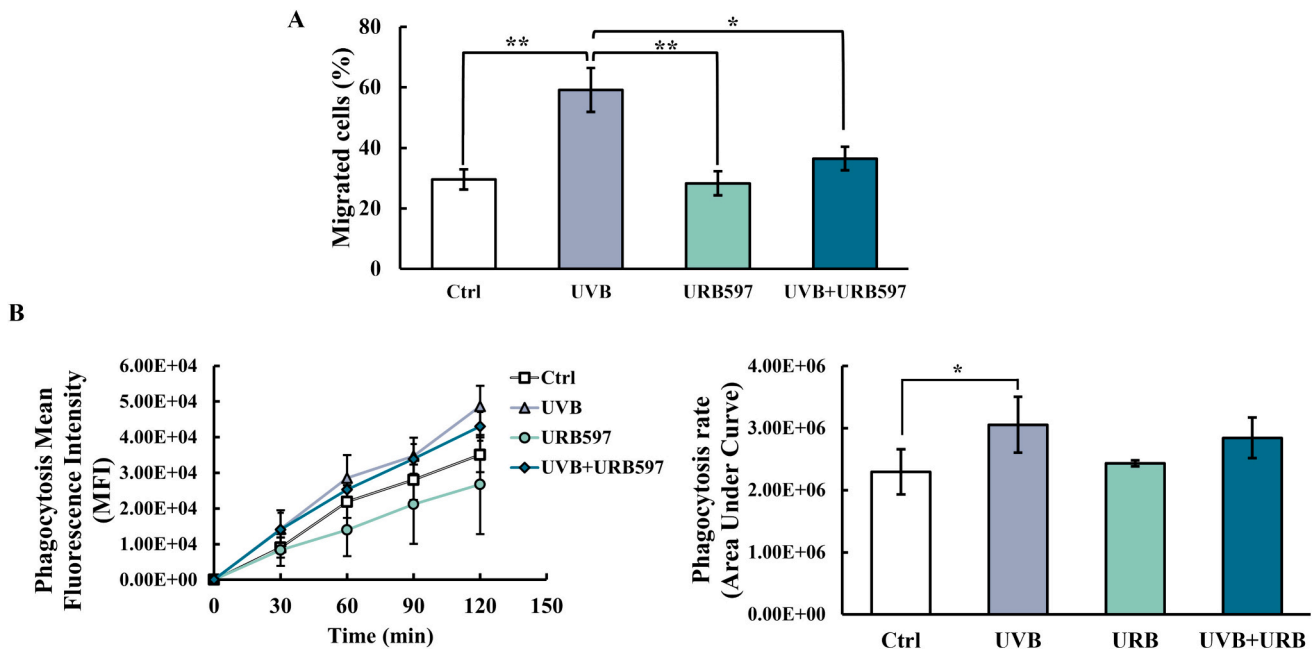 A
Migrated cells (%)
80
60
40
20
0
**
**
*
Ctrl
UVB
URB597
UVB+URB597
B
Phagocytosis Mean
Fluorescence Intensity
(MFI)
6.00E+04
5.00E+04
4.00E+04
3.00E+04
2.00E+04
1.00E+04
0.00E+00
0
30
60
90
120
150
Time (min)
Ctrl
UVB
URB597
UVB+URB597
Phagocytosis rate
(Area Under Curve)
4.00E+06
3.00E+06
2.00E+06
1.00E+06
0.00E+00
*
Ctrl
UVB
URB
UVB+URB